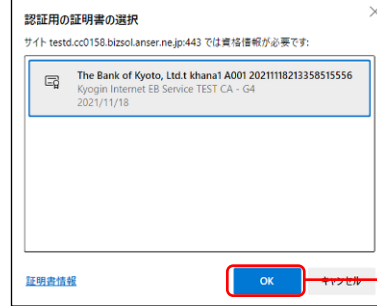 認証用の証明書の選択
サイト testd.cc0158.bizsol.anser.ne.jp:443 では資格情報が必要です:
The Bank of Kyoto, Ltd.t khana1 A001 20211118213358515556
Kyogin Internet EB Service TEST CA - G4
2021/11/18
証明書情報
OK
キャンセル